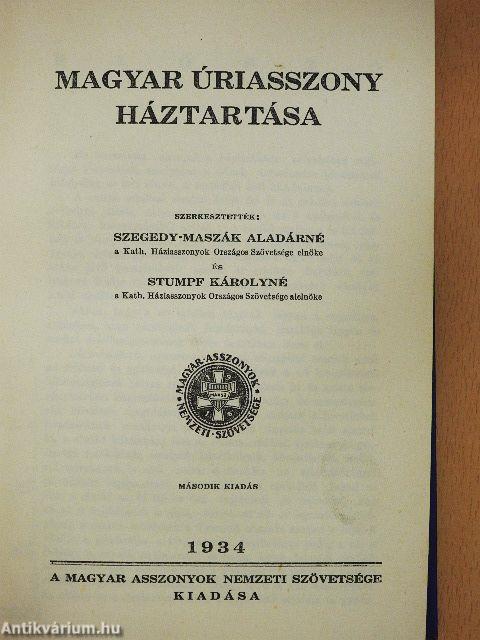 MAGYAR ÚRIASSZONY
HÁZTARTÁSA
SZERKESZTETTÉK:
SZEGEDY-MASZÁK ALADÁRNÉ
a Kath. Háziasszonyok Országos Szövetsége elnöke
ÉS
STUMPF KÁROLYNÉ
a Kath. Háziasszonyok Országos Szövetsége alelnöke
MAGYAR·ASSZONYOK
NEMZETI·SZÖVETSÉGE
MANSz
MÁSODIK KIADÁS
1934
A MAGYAR ASSZONYOK NEMZETI SZÖVETSÉGE
KIADÁSA
Antikvárium.hu